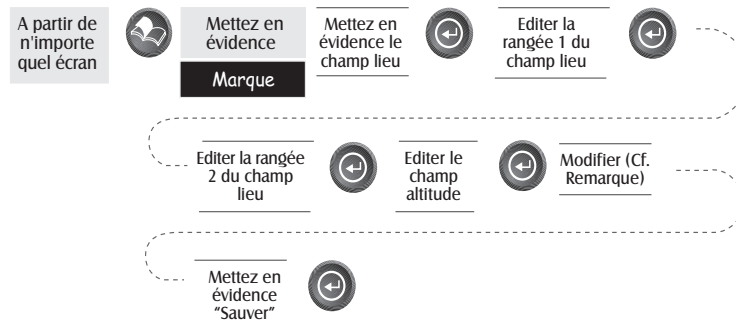 A partir de
n'importe
quel écran
Mettez en
évidence
Marque
Mettez en
évidence le
champ lieu
Editer la
rangée 1 du
champ lieu
Editer la rangée
2 du champ
lieu
Editer le
champ
altitude
Modifier (Cf.
Remarque)
Mettez en
évidence
"Sauver"